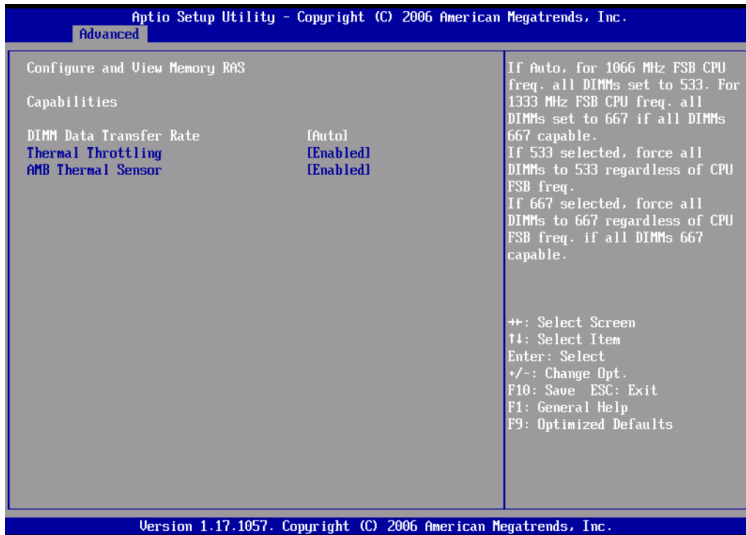 Aptio Setup Utility - Copyright (C) 2006 American Megatrends, Inc.
Advanced
Configure and View Memory RAS
Capabilities
DIMM Data Transfer Rate [Auto]
Thermal Throttling [Enabled]
AMB Thermal Sensor [Enabled]
If Auto, for 1066 MHz FSB CPU
freq. all DIMMs set to 533. For
1333 MHz FSB CPU freq. all
DIMMs set to 667 if all DIMMs
667 capable.
If 533 selected, force all
DIMMs to 533 regardless of CPU
FSB freq.
If 667 selected, force all
DIMMs to 667 regardless of CPU
FSB freq. if all DIMMs 667
capable.
→←: Select Screen
↑↓: Select Item
Enter: Select
+/-: Change Opt.
F10: Save ESC: Exit
F1: General Help
F9: Optimized Defaults
Version 1.17.1057. Copyright (C) 2006 American Megatrends, Inc.